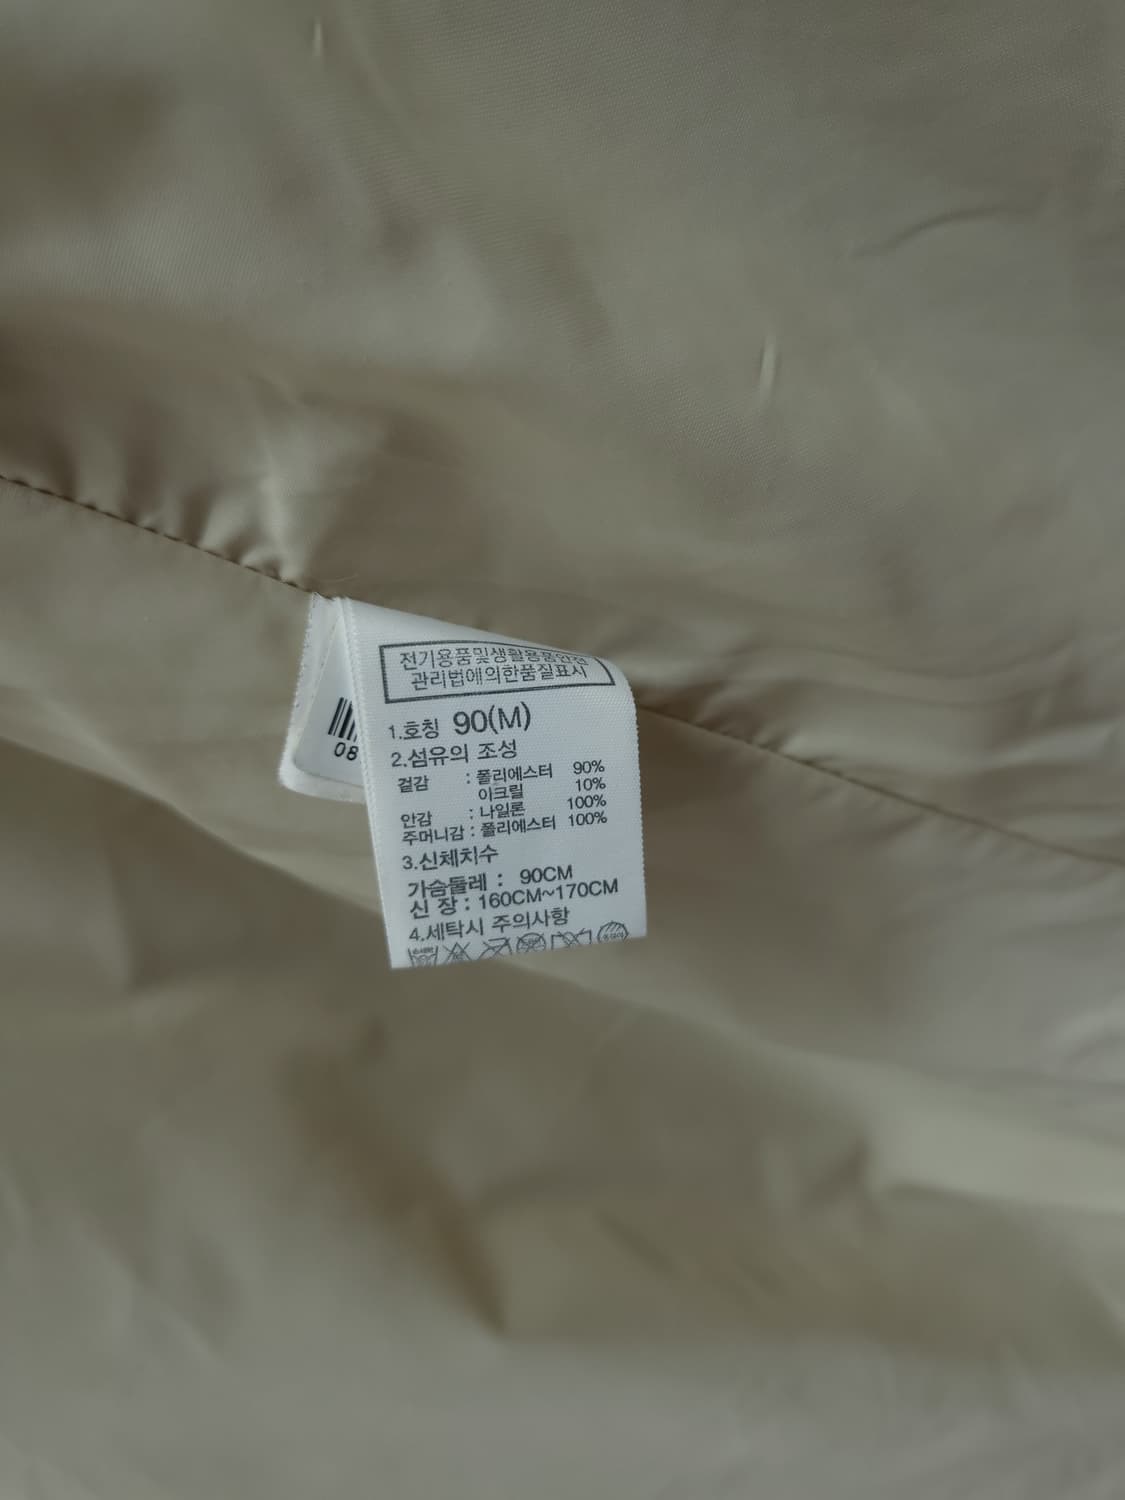 전기용품및생활용품안전
관리법에의한품질표시
1.호칭 90(M)
2.섬유의 조성
겉감 : 폴리에스터 90%
아크릴 10%
안감 : 나일론 100%
주머니감 : 폴리에스터 100%
3.신체치수
가슴둘레 : 90CM
신 장 : 160CM~170CM
4.세탁시 주의사항
08